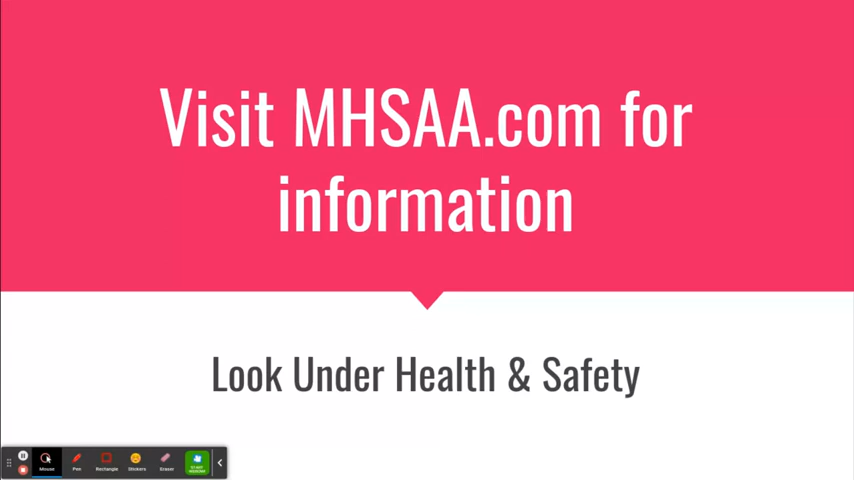 Visit MHSAA.com for
information
Look Under Health & Safety
Mouse Pen Rectangle Stickers Eraser